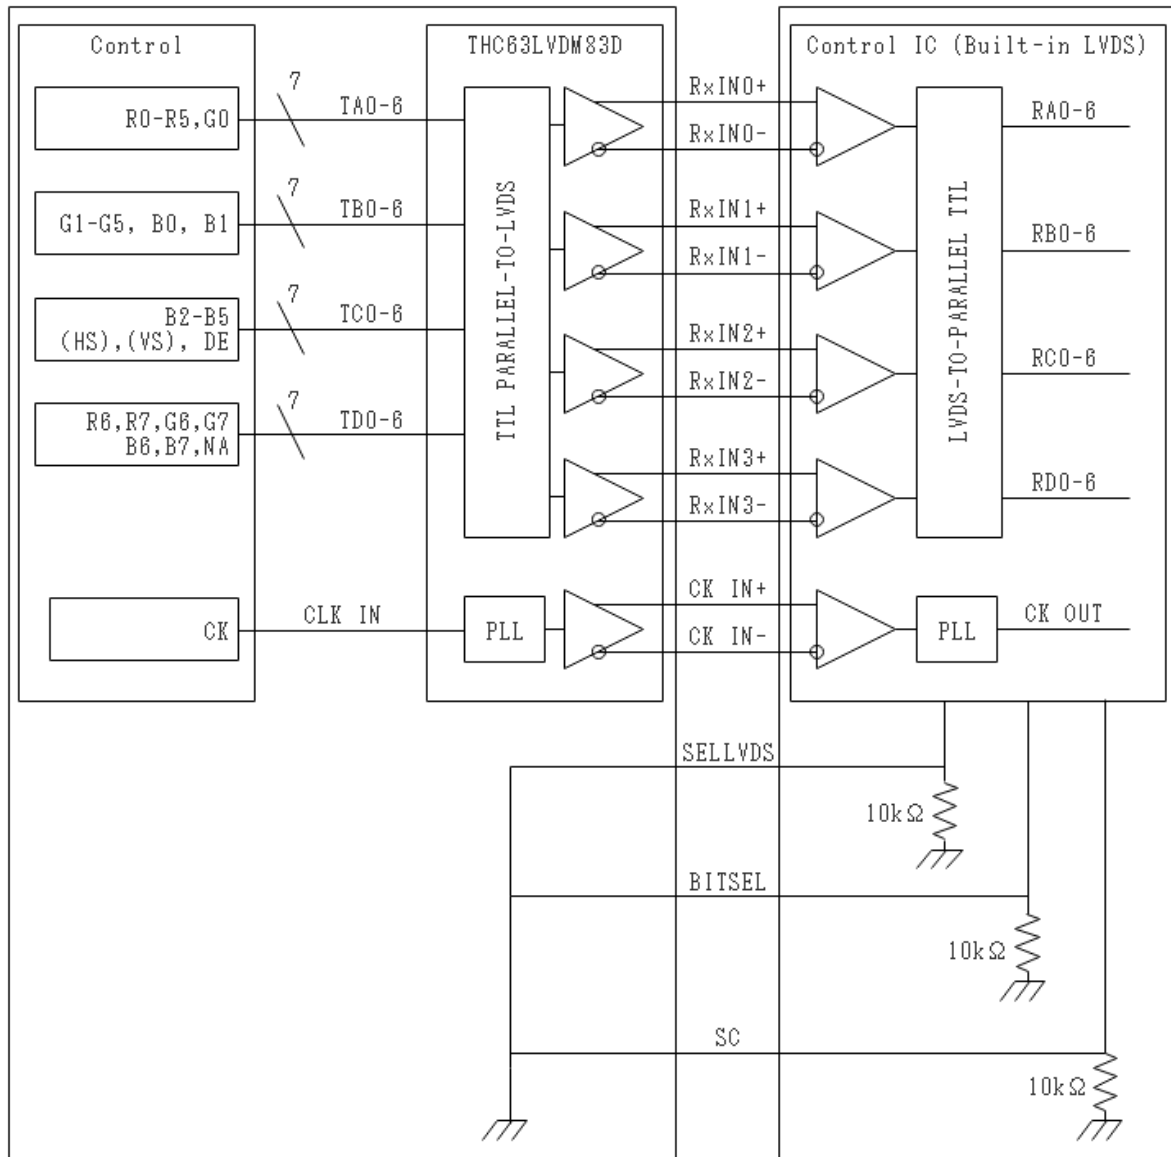 Control
THC63LVDM83D
Control IC (Built-in LVDS)
R0-R5,G0
7
TA0-6
RxIN0+
RxIN0-
RA0-6
G1-G5, B0, B1
7
TB0-6
RxIN1+
RxIN1-
RB0-6
B2-B5
(HS),(VS), DE
7
TC0-6
RxIN2+
RxIN2-
RC0-6
R6,R7,G6,G7
B6,B7,NA
7
TD0-6
RxIN3+
RxIN3-
RD0-6
TTL PARALLEL-TO-LVDS
LVDS-TO-PARALLEL TTL
CK
CLK IN
PLL
CK IN+
CK IN-
PLL
CK OUT
SELLVDS
10kΩ
BITSEL
10kΩ
SC
10kΩ